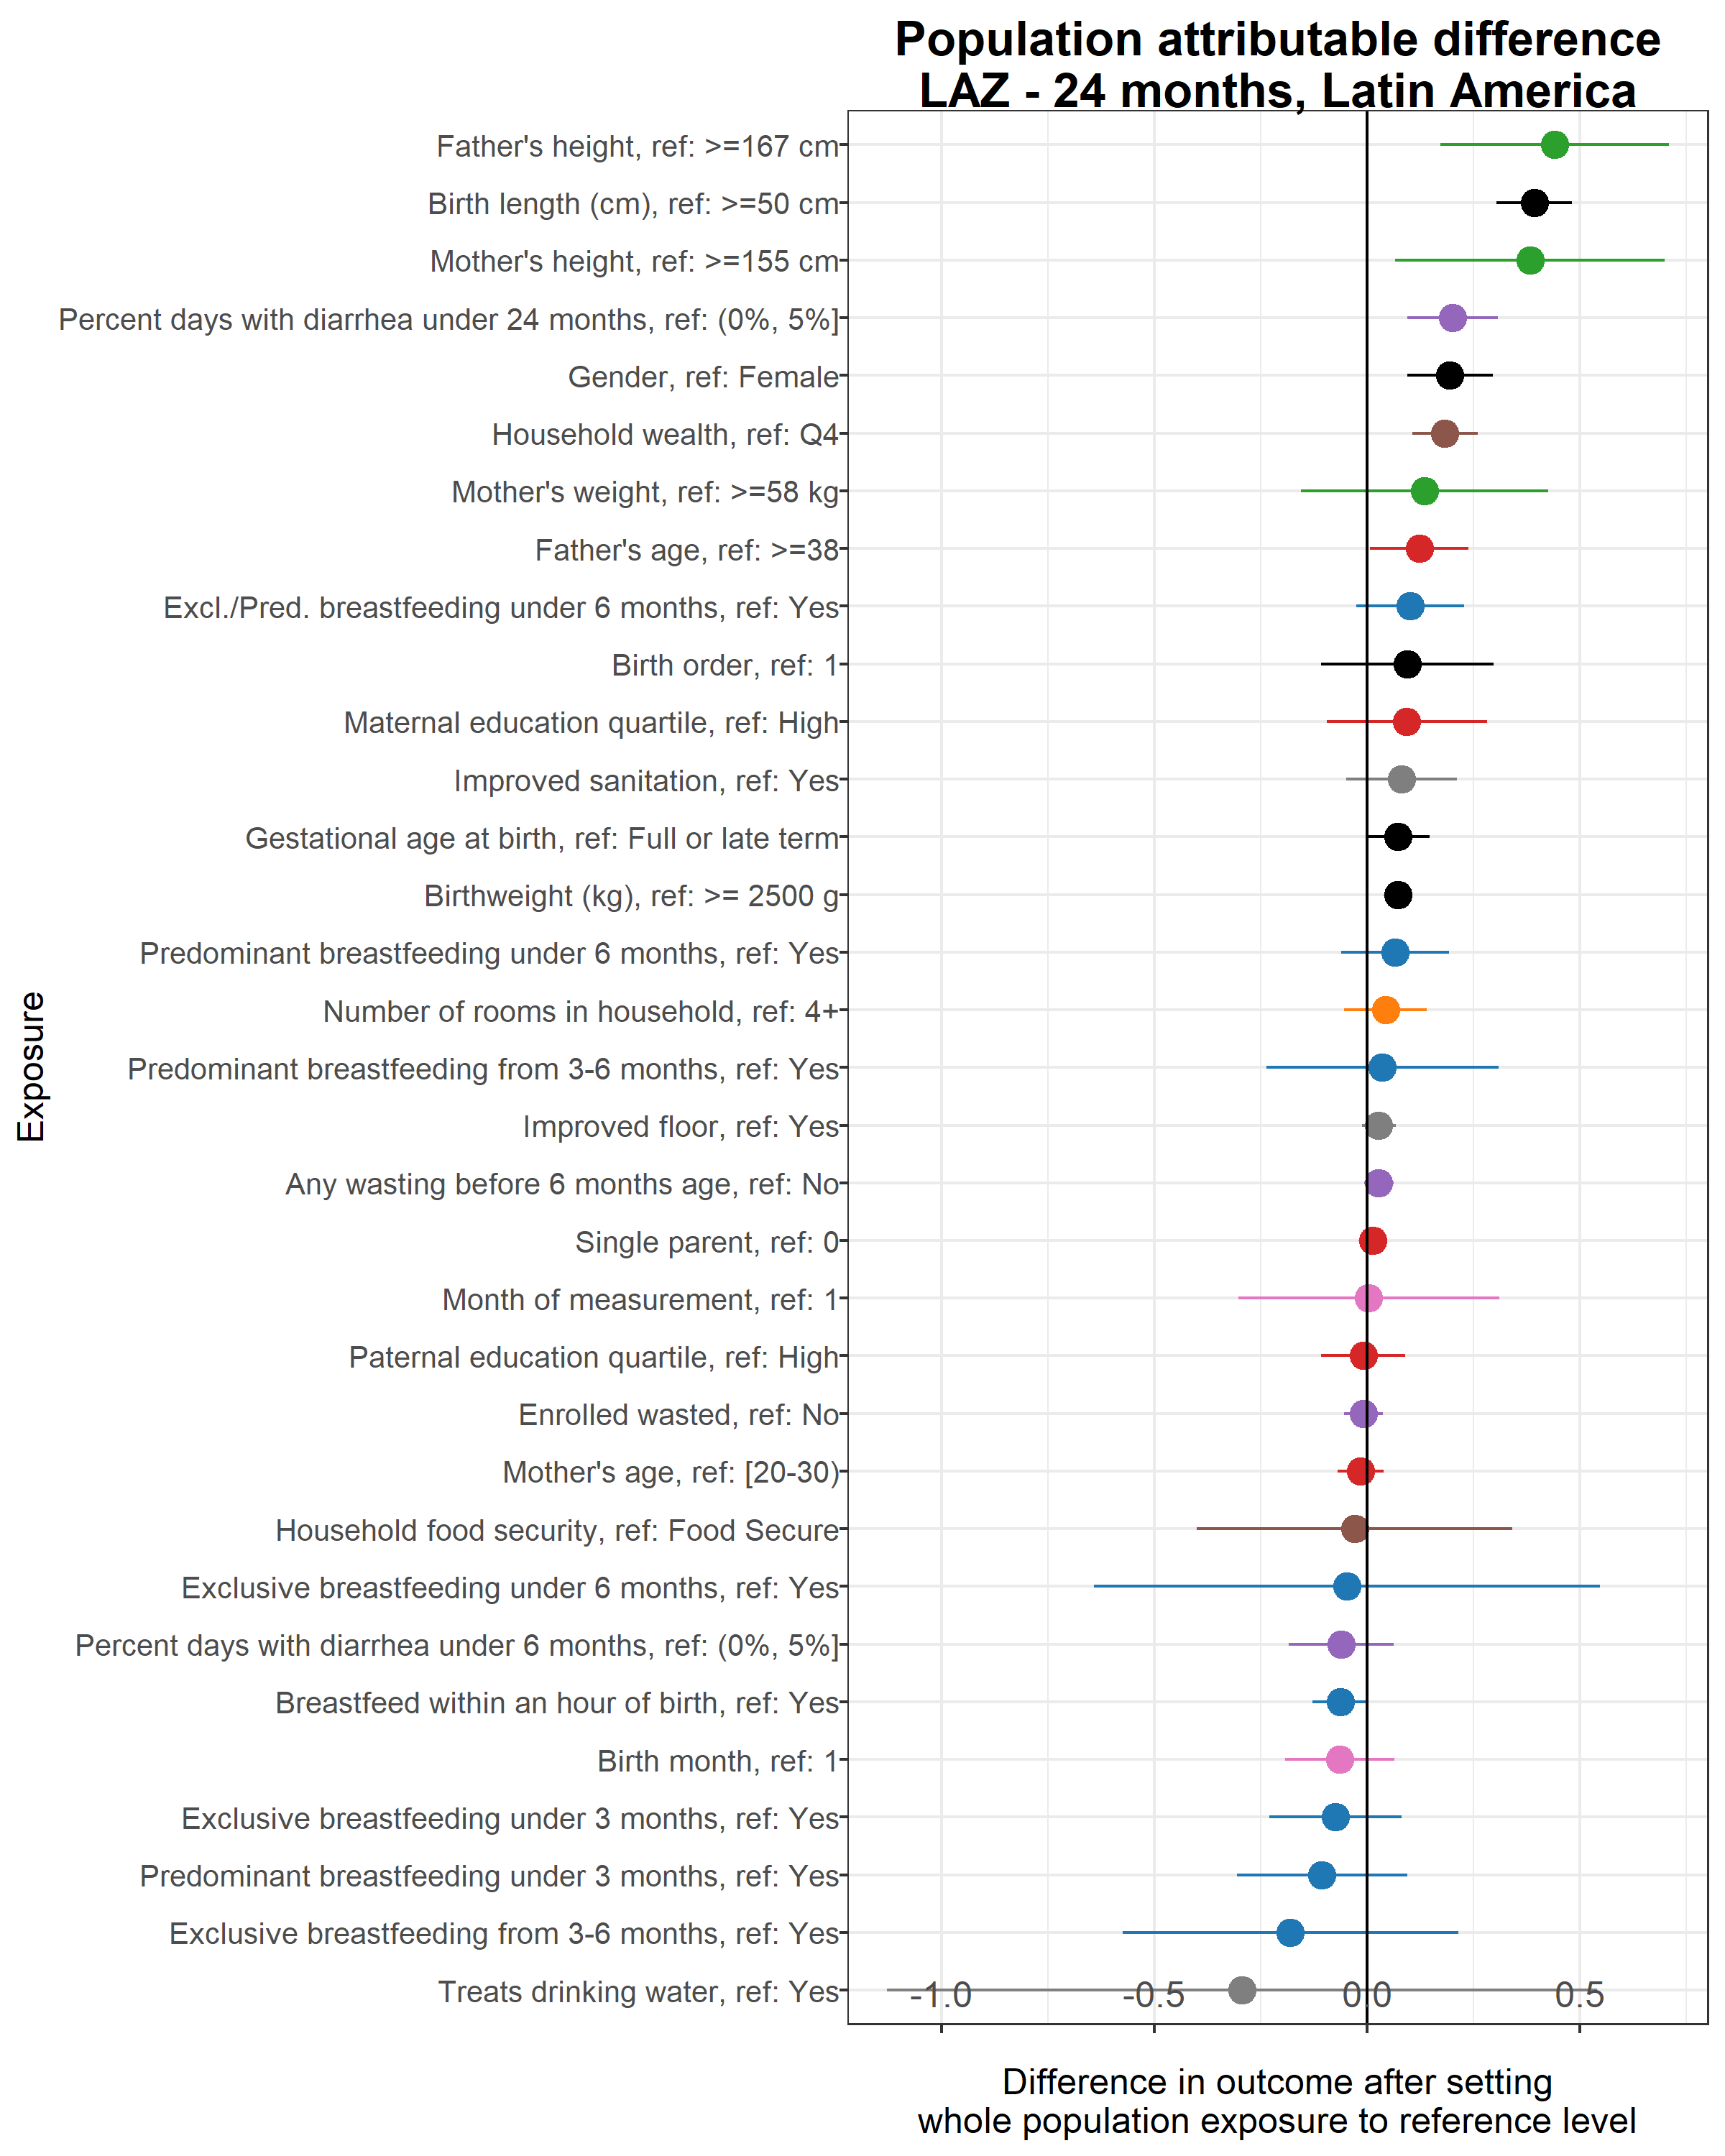 Population attributable difference
LAZ - 24 months, Latin America
Father's height, ref: >=167 cm
Birth length (cm), ref: >=50 cm
Mother's height, ref: >=155 cm
Percent days with diarrhea under 24 months, ref: (0%, 5%]
Gender, ref: Female
Household wealth, ref: Q4
Mother's weight, ref: >=58 kg
Father's age, ref: >=38
Excl./Pred. breastfeeding under 6 months, ref: Yes
Birth order, ref: 1
Maternal education quartile, ref: High
Improved sanitation, ref: Yes
Gestational age at birth, ref: Full or late term
Birthweight (kg), ref: >= 2500 g
Predominant breastfeeding under 6 months, ref: Yes
Number of rooms in household, ref: 4+
Predominant breastfeeding from 3-6 months, ref: Yes
Improved floor, ref: Yes
Any wasting before 6 months age, ref: No
Single parent, ref: 0
Month of measurement, ref: 1
Paternal education quartile, ref: High
Enrolled wasted, ref: No
Mother's age, ref: [20-30)
Household food security, ref: Food Secure
Exclusive breastfeeding under 6 months, ref: Yes
Percent days with diarrhea under 6 months, ref: (0%, 5%]
Breastfeed within an hour of birth, ref: Yes
Birth month, ref: 1
Exclusive breastfeeding under 3 months, ref: Yes
Predominant breastfeeding under 3 months, ref: Yes
Exclusive breastfeeding from 3-6 months, ref: Yes
Treats drinking water, ref: Yes
Exposure
-1.0 -0.5 0.0 0.5
Difference in outcome after setting
whole population exposure to reference level